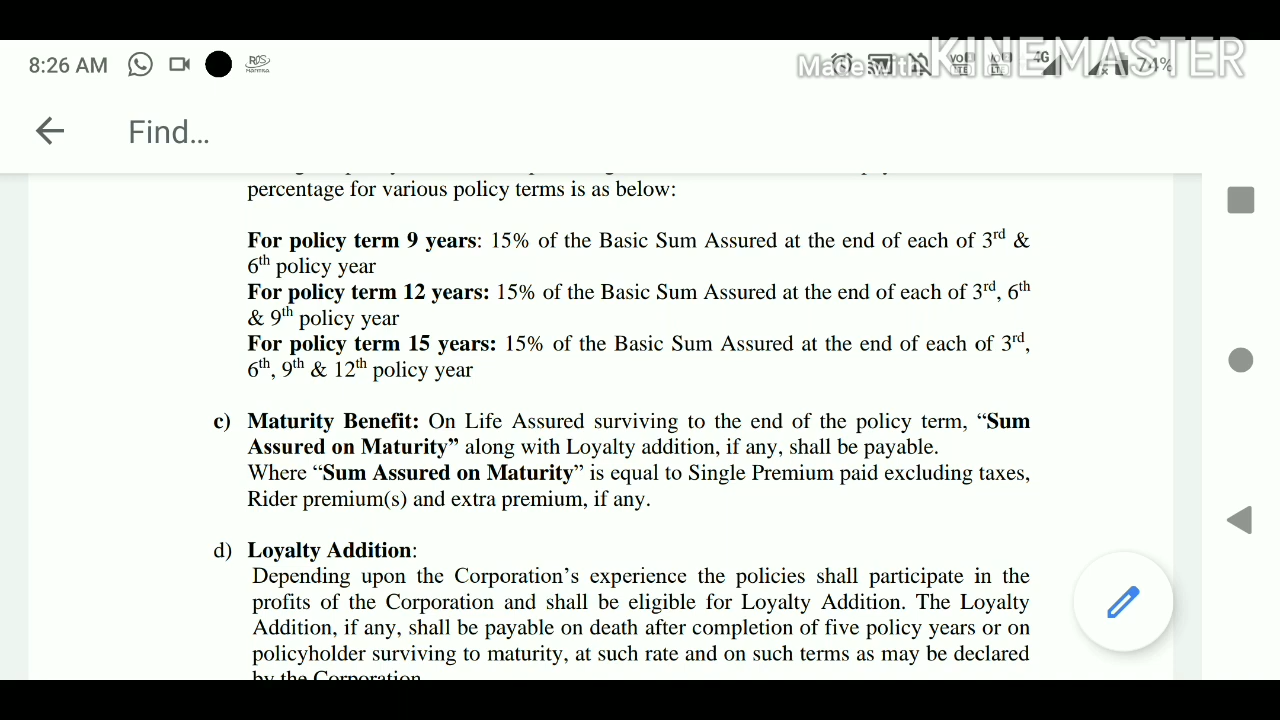 8:26 AM
Made with KINEMASTER
4G 74%
Find...
percentage for various policy terms is as below:
For policy term 9 years: 15% of the Basic Sum Assured at the end of each of 3rd &
6th policy year
For policy term 12 years: 15% of the Basic Sum Assured at the end of each of 3rd, 6th
& 9th policy year
For policy term 15 years: 15% of the Basic Sum Assured at the end of each of 3rd,
6th, 9th & 12th policy year
c) Maturity Benefit: On Life Assured surviving to the end of the policy term, “Sum
Assured on Maturity” along with Loyalty addition, if any, shall be payable.
Where “Sum Assured on Maturity” is equal to Single Premium paid excluding taxes,
Rider premium(s) and extra premium, if any.
d) Loyalty Addition:
Depending upon the Corporation’s experience the policies shall participate in the
profits of the Corporation and shall be eligible for Loyalty Addition. The Loyalty
Addition, if any, shall be payable on death after completion of five policy years or on
policyholder surviving to maturity, at such rate and on such terms as may be declared
by the Corporation